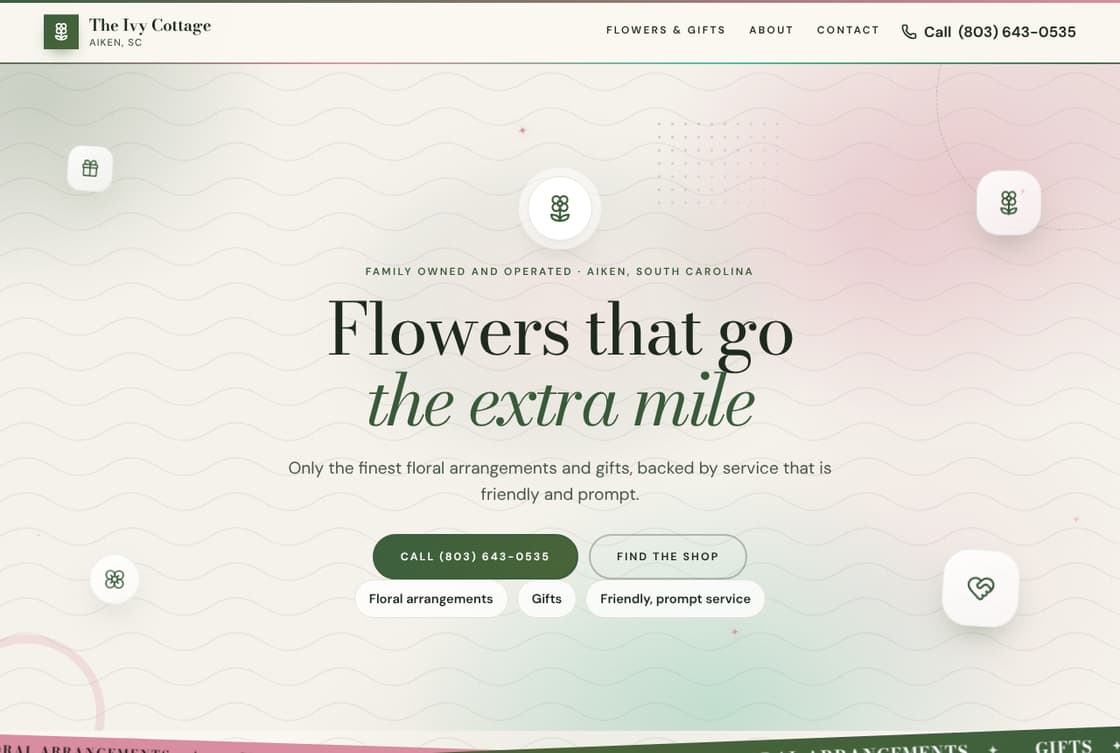 The Ivy Cottage
AIKEN, SC
FLOWERS & GIFTS
ABOUT
CONTACT
Call (803) 643-0535
FAMILY OWNED AND OPERATED · AIKEN, SOUTH CAROLINA
Flowers that go
the extra mile
Only the finest floral arrangements and gifts, backed by service that is
friendly and prompt.
CALL (803) 643-0535
FIND THE SHOP
Floral arrangements
Gifts
Friendly, prompt service
ARRANGEMENTS
ARRANGEMENTS
GIFTS